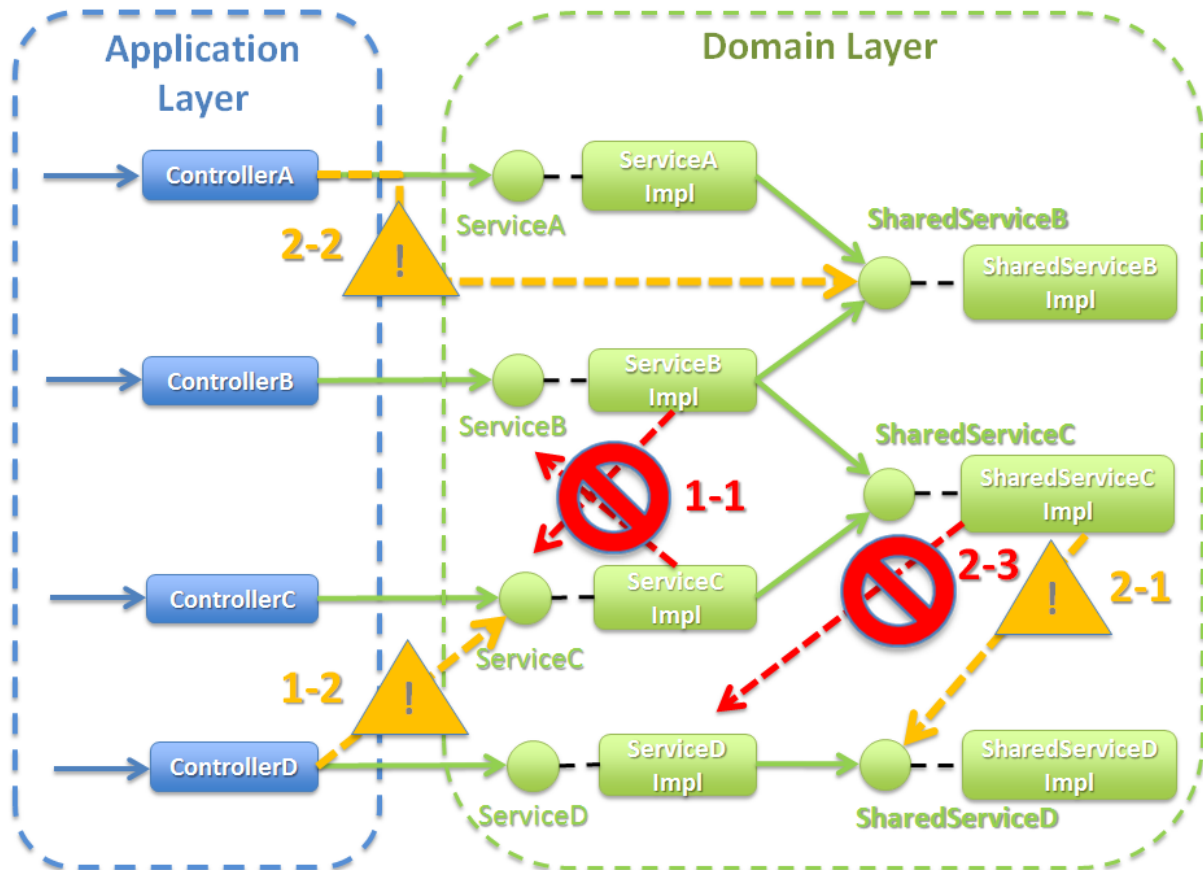 Application
Layer
Domain Layer
ControllerA
ServiceA
Impl
ServiceA
SharedServiceB
2-2
!
SharedServiceB
Impl
ControllerB
ServiceB
Impl
ServiceB
SharedServiceC
SharedServiceC
Impl
1-1
2-3
2-1
!
ControllerC
ServiceC
Impl
ServiceC
1-2
!
ControllerD
ServiceD
Impl
SharedServiceD
Impl
ServiceD
SharedServiceD